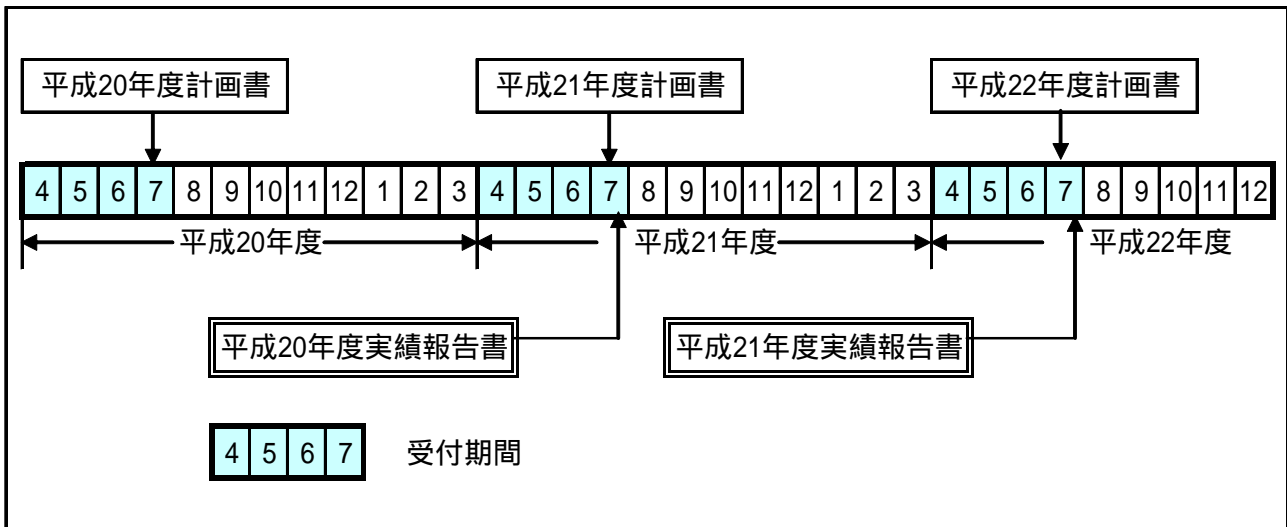 平成20年度計画書 平成21年度計画書 平成22年度計画書
4 5 6 7 8 9 10 11 12 1 2 3 4 5 6 7 8 9 10 11 12 1 2 3 4 5 6 7 8 9 10 11 12
平成20年度 平成21年度 平成22年度
平成20年度実績報告書 平成21年度実績報告書
4 5 6 7 受付期間